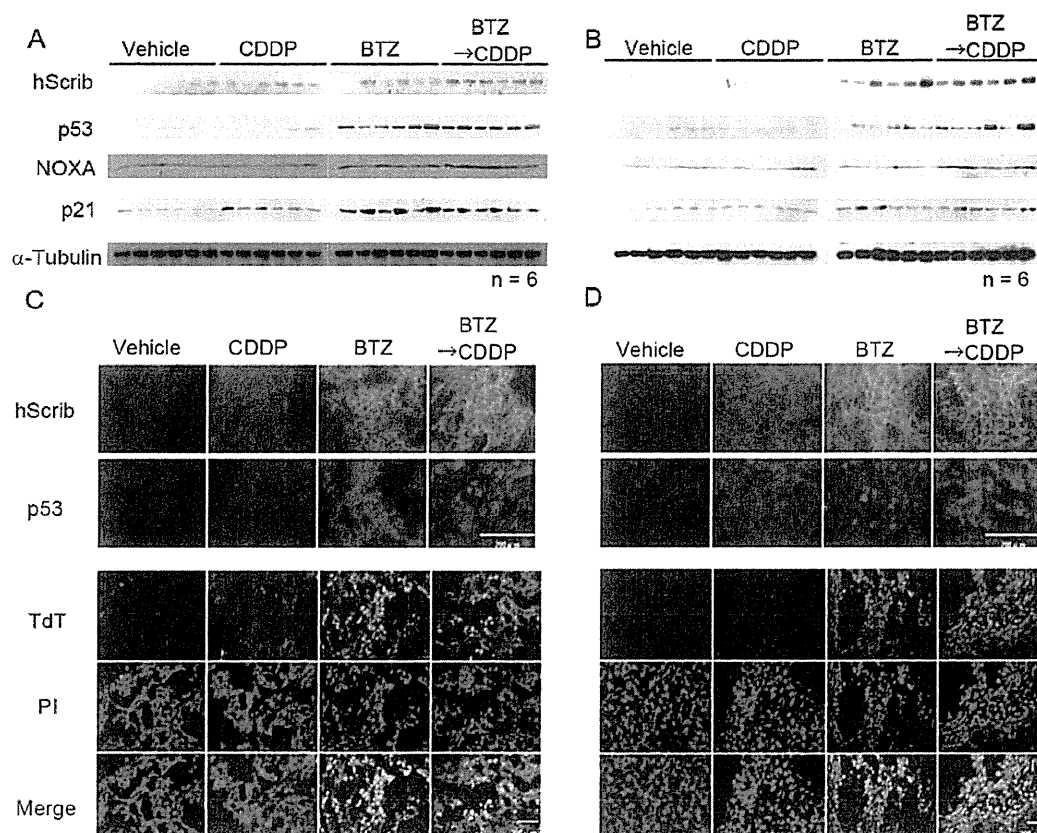 A
Vehicle CDDP BTZ BTZ
→CDDP
hScrib
p53
NOXA
p21
α-Tubulin
n = 6
B
Vehicle CDDP BTZ BTZ
→CDDP
n = 6
C
Vehicle CDDP BTZ BTZ
→CDDP
hScrib
p53
TdT
PI
Merge
D
Vehicle CDDP BTZ BTZ
→CDDP